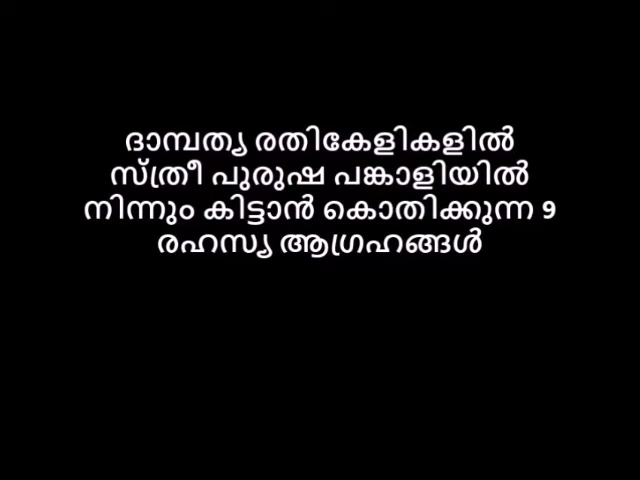 ദാമ്പത്യ രതികേളികളിൽ
സ്ത്രീ പുരുഷ പങ്കാളിയിൽ
നിന്നും കിട്ടാൻ കൊതിക്കുന്ന 9
രഹസ്യ ആഗ്രഹങ്ങൾ